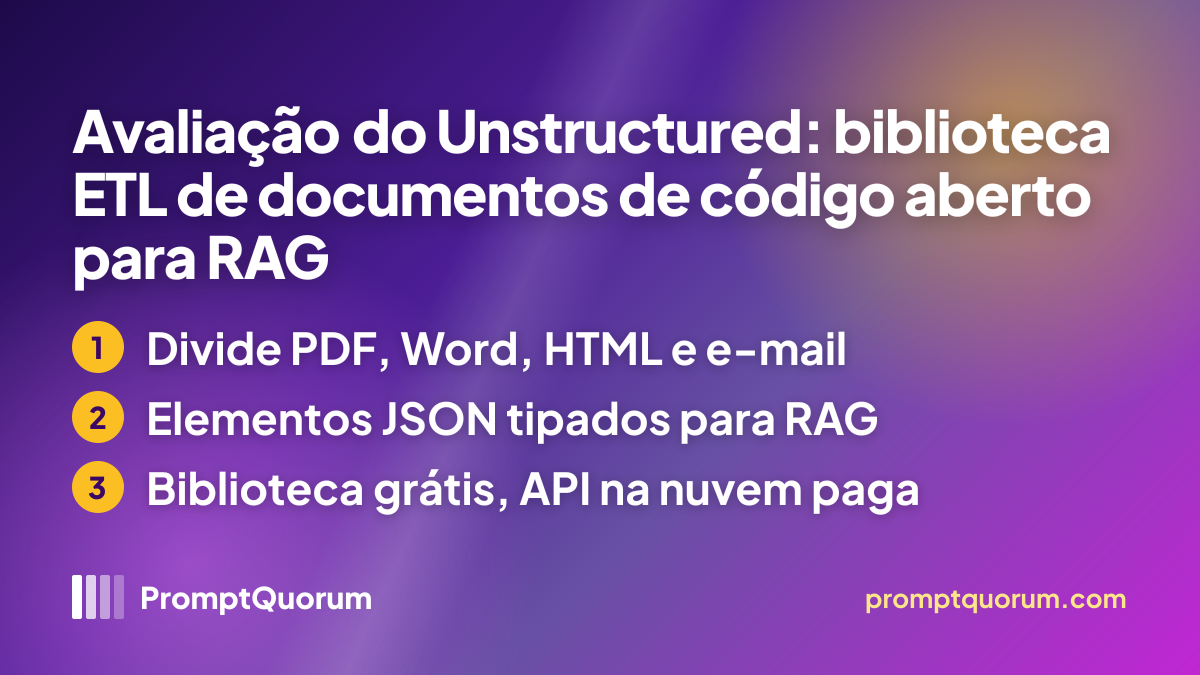 Avaliação do Unstructured: biblioteca
ETL de documentos de código aberto
para RAG
1 Divide PDF, Word, HTML e e-mail
2 Elementos JSON tipados para RAG
3 Biblioteca grátis, API na nuvem paga
PromptQuorum
promptquorum.com